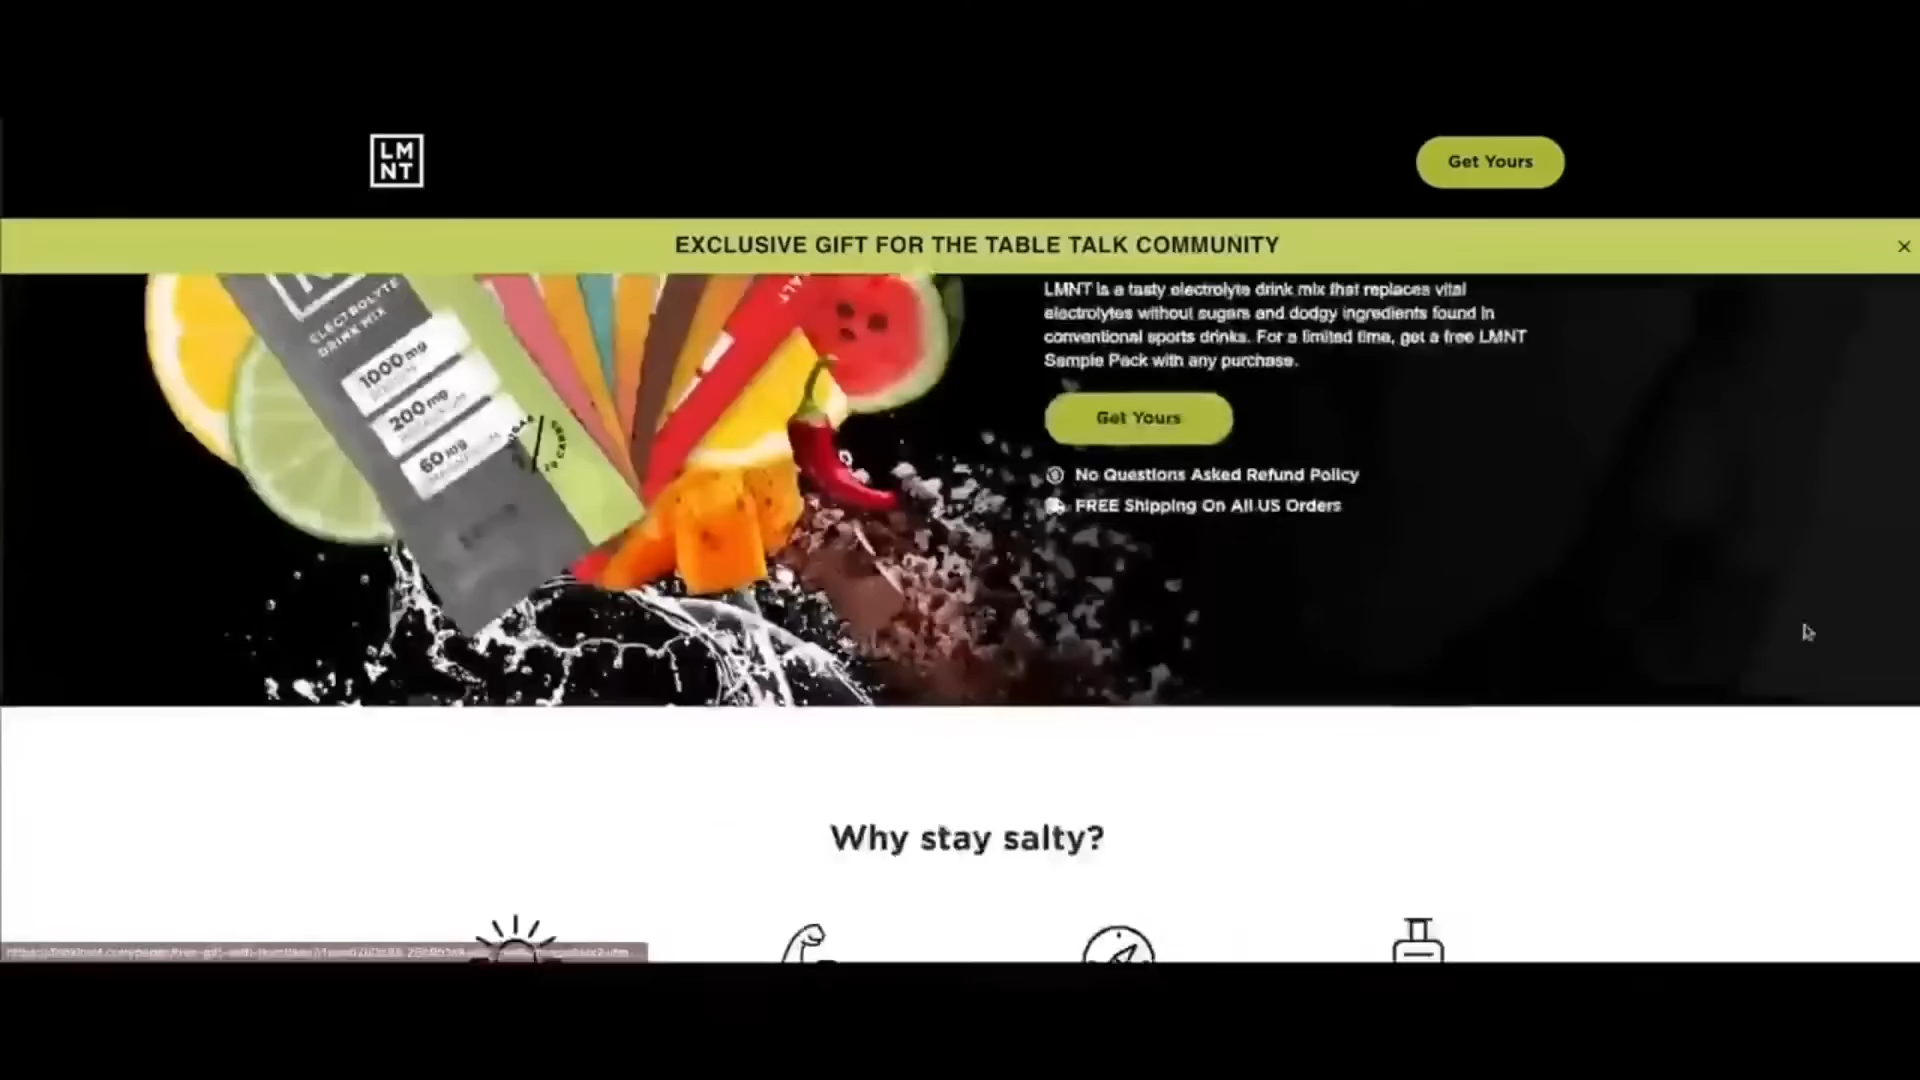 LM
NT
Get Yours
EXCLUSIVE GIFT FOR THE TABLE TALK COMMUNITY
LMNT is a tasty electrolyte drink mix that replaces vital
electrolytes without sugars and dodgy ingredients found in
conventional sports drinks. For a limited time, get a free LMNT
Sample Pack with any purchase.
Get Yours
No Questions Asked Refund Policy
FREE Shipping On All US Orders
ELECTROLYTE
DRINK MIX
1000 mg
200 mg
60 mg
SALT
Why stay salty?